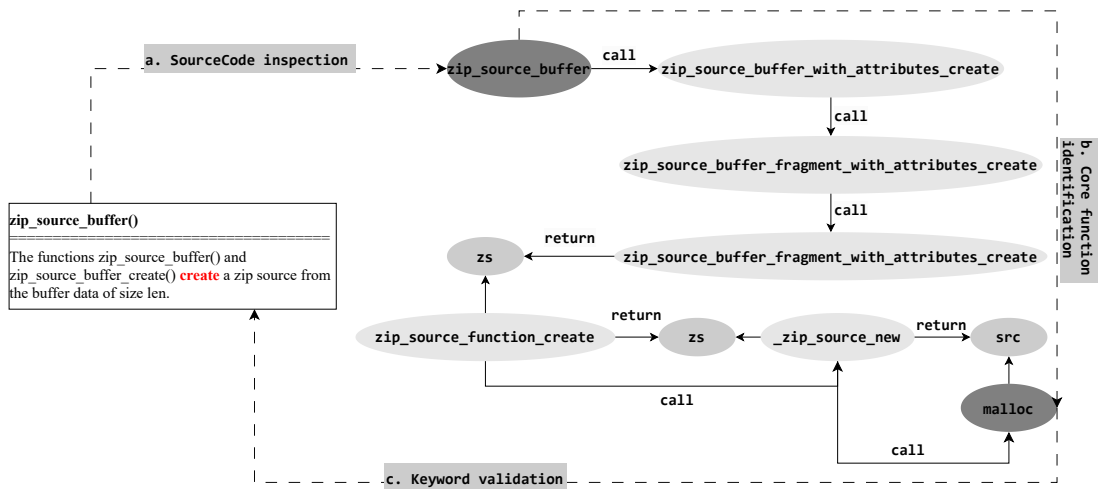 a. SourceCode inspection
zip_source_buffer
call
zip_source_buffer_with_attributes_create
call
zip_source_buffer_fragment_with_attributes_create
call
b. Core function
identification
zip_source_buffer()
=====================================
The functions zip_source_buffer() and
zip_source_buffer_create() create a zip source from
the buffer data of size len.
zs
return
zip_source_buffer_fragment_with_attributes_create
zip_source_function_create
return
zs
_zip_source_new
return
src
call
malloc
call
c. Keyword validation